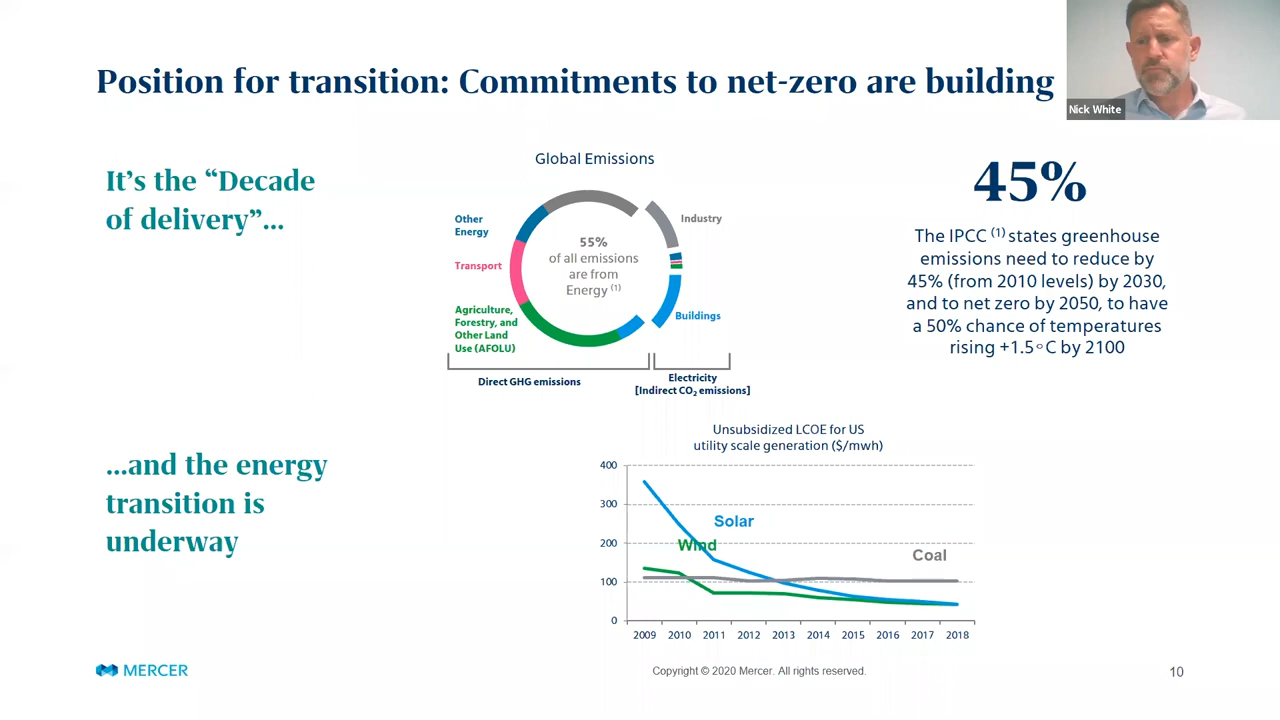 Position for transition: Commitments to net-zero are building
Nick White
It's the “Decade
of delivery”...
Global Emissions
Other
Energy
Transport
Agriculture,
Forestry, and
Other Land
Use (AFOLU)
55%
of all emissions
are from
Energy (1)
Industry
Buildings
Direct GHG emissions
Electricity
[Indirect CO2 emissions]
45%
The IPCC (1) states greenhouse
emissions need to reduce by
45% (from 2010 levels) by 2030,
and to net zero by 2050, to have
a 50% chance of temperatures
rising +1.5°C by 2100
...and the energy
transition is
underway
Unsubsidized LCOE for US
utility scale generation ($/mwh)
400
300
200
100
0
Solar
Wind
Coal
2009 2010 2011 2012 2013 2014 2015 2016 2017 2018
MERCER
Copyright © 2020 Mercer. All rights reserved.
10